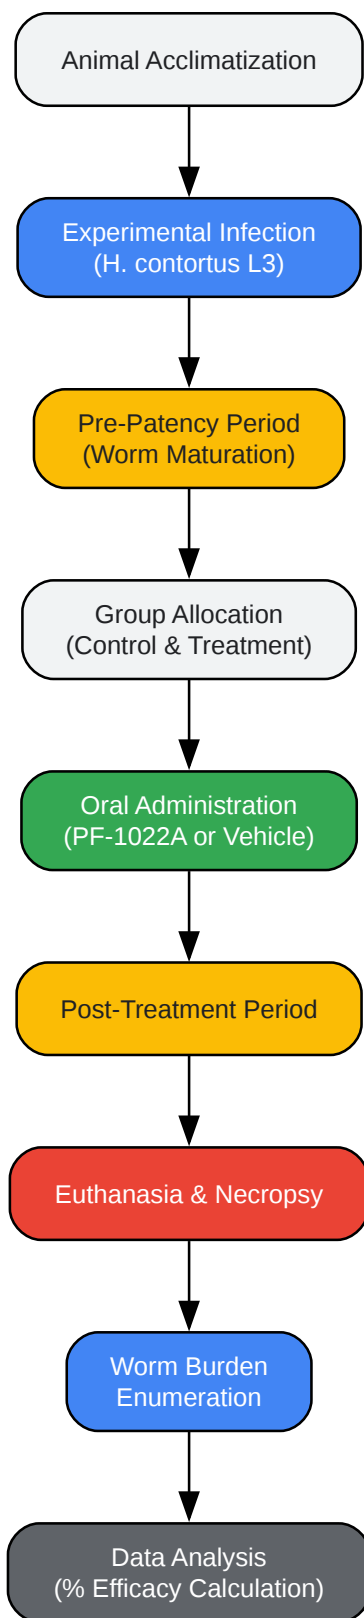 Animal Acclimatization
Experimental Infection
(H. contortus L3)
Pre-Patency Period
(Worm Maturation)
Group Allocation
(Control & Treatment)
Oral Administration
(PF-1022A or Vehicle)
Post-Treatment Period
Euthanasia & Necropsy
Worm Burden
Enumeration
Data Analysis
(% Efficacy Calculation)